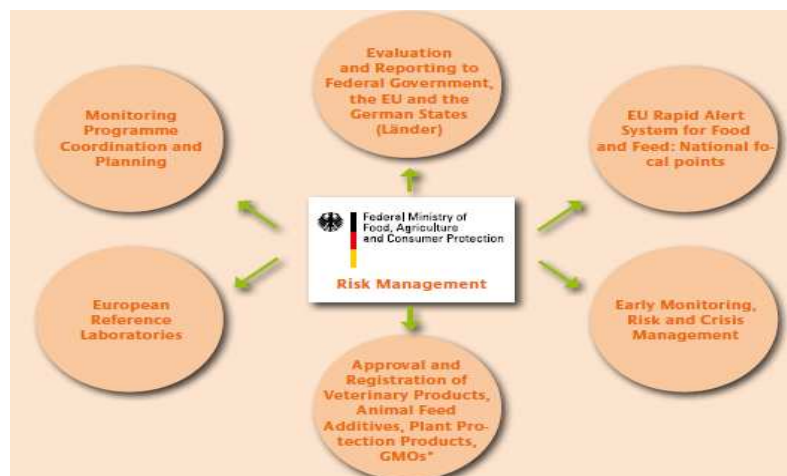 Evaluation
and Reporting to
Federal Government,
the EU and the
German States
(Länder)
Monitoring
Programme
Coordination and
Planning
EU Rapid Alert
System for Food
and Feed: National fo-
cal points
Federal Ministry of
Food, Agriculture
and Consumer Protection
Risk Management
European
Reference
Laboratories
Early Monitoring,
Risk and Crisis
Management
Approval and
Registration of
Veterinary Products,
Animal Feed
Additives, Plant Pro-
tection Products,
GMOs*